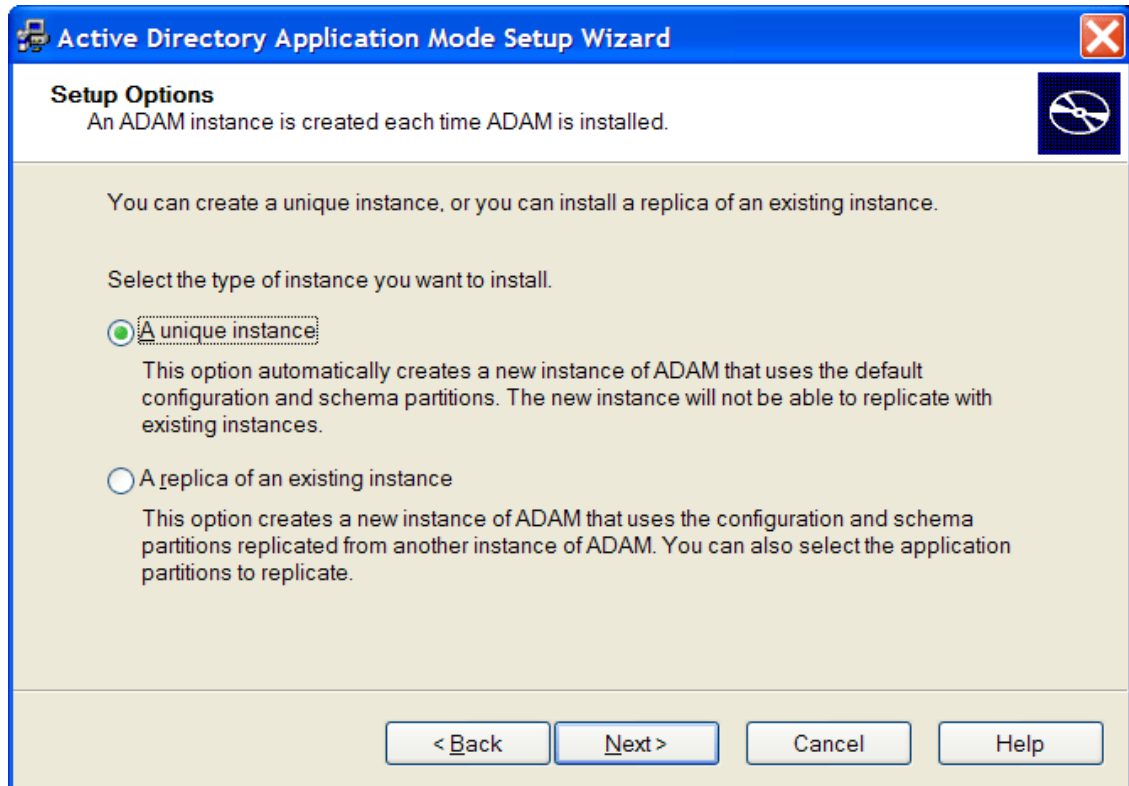 Active Directory Application Mode Setup Wizard
Setup Options
An ADAM instance is created each time ADAM is installed.
You can create a unique instance, or you can install a replica of an existing instance.
Select the type of instance you want to install.
A unique instance
This option automatically creates a new instance of ADAM that uses the default
configuration and schema partitions. The new instance will not be able to replicate with
existing instances.
A replica of an existing instance
This option creates a new instance of ADAM that uses the configuration and schema
partitions replicated from another instance of ADAM. You can also select the application
partitions to replicate.
< Back Next > Cancel Help